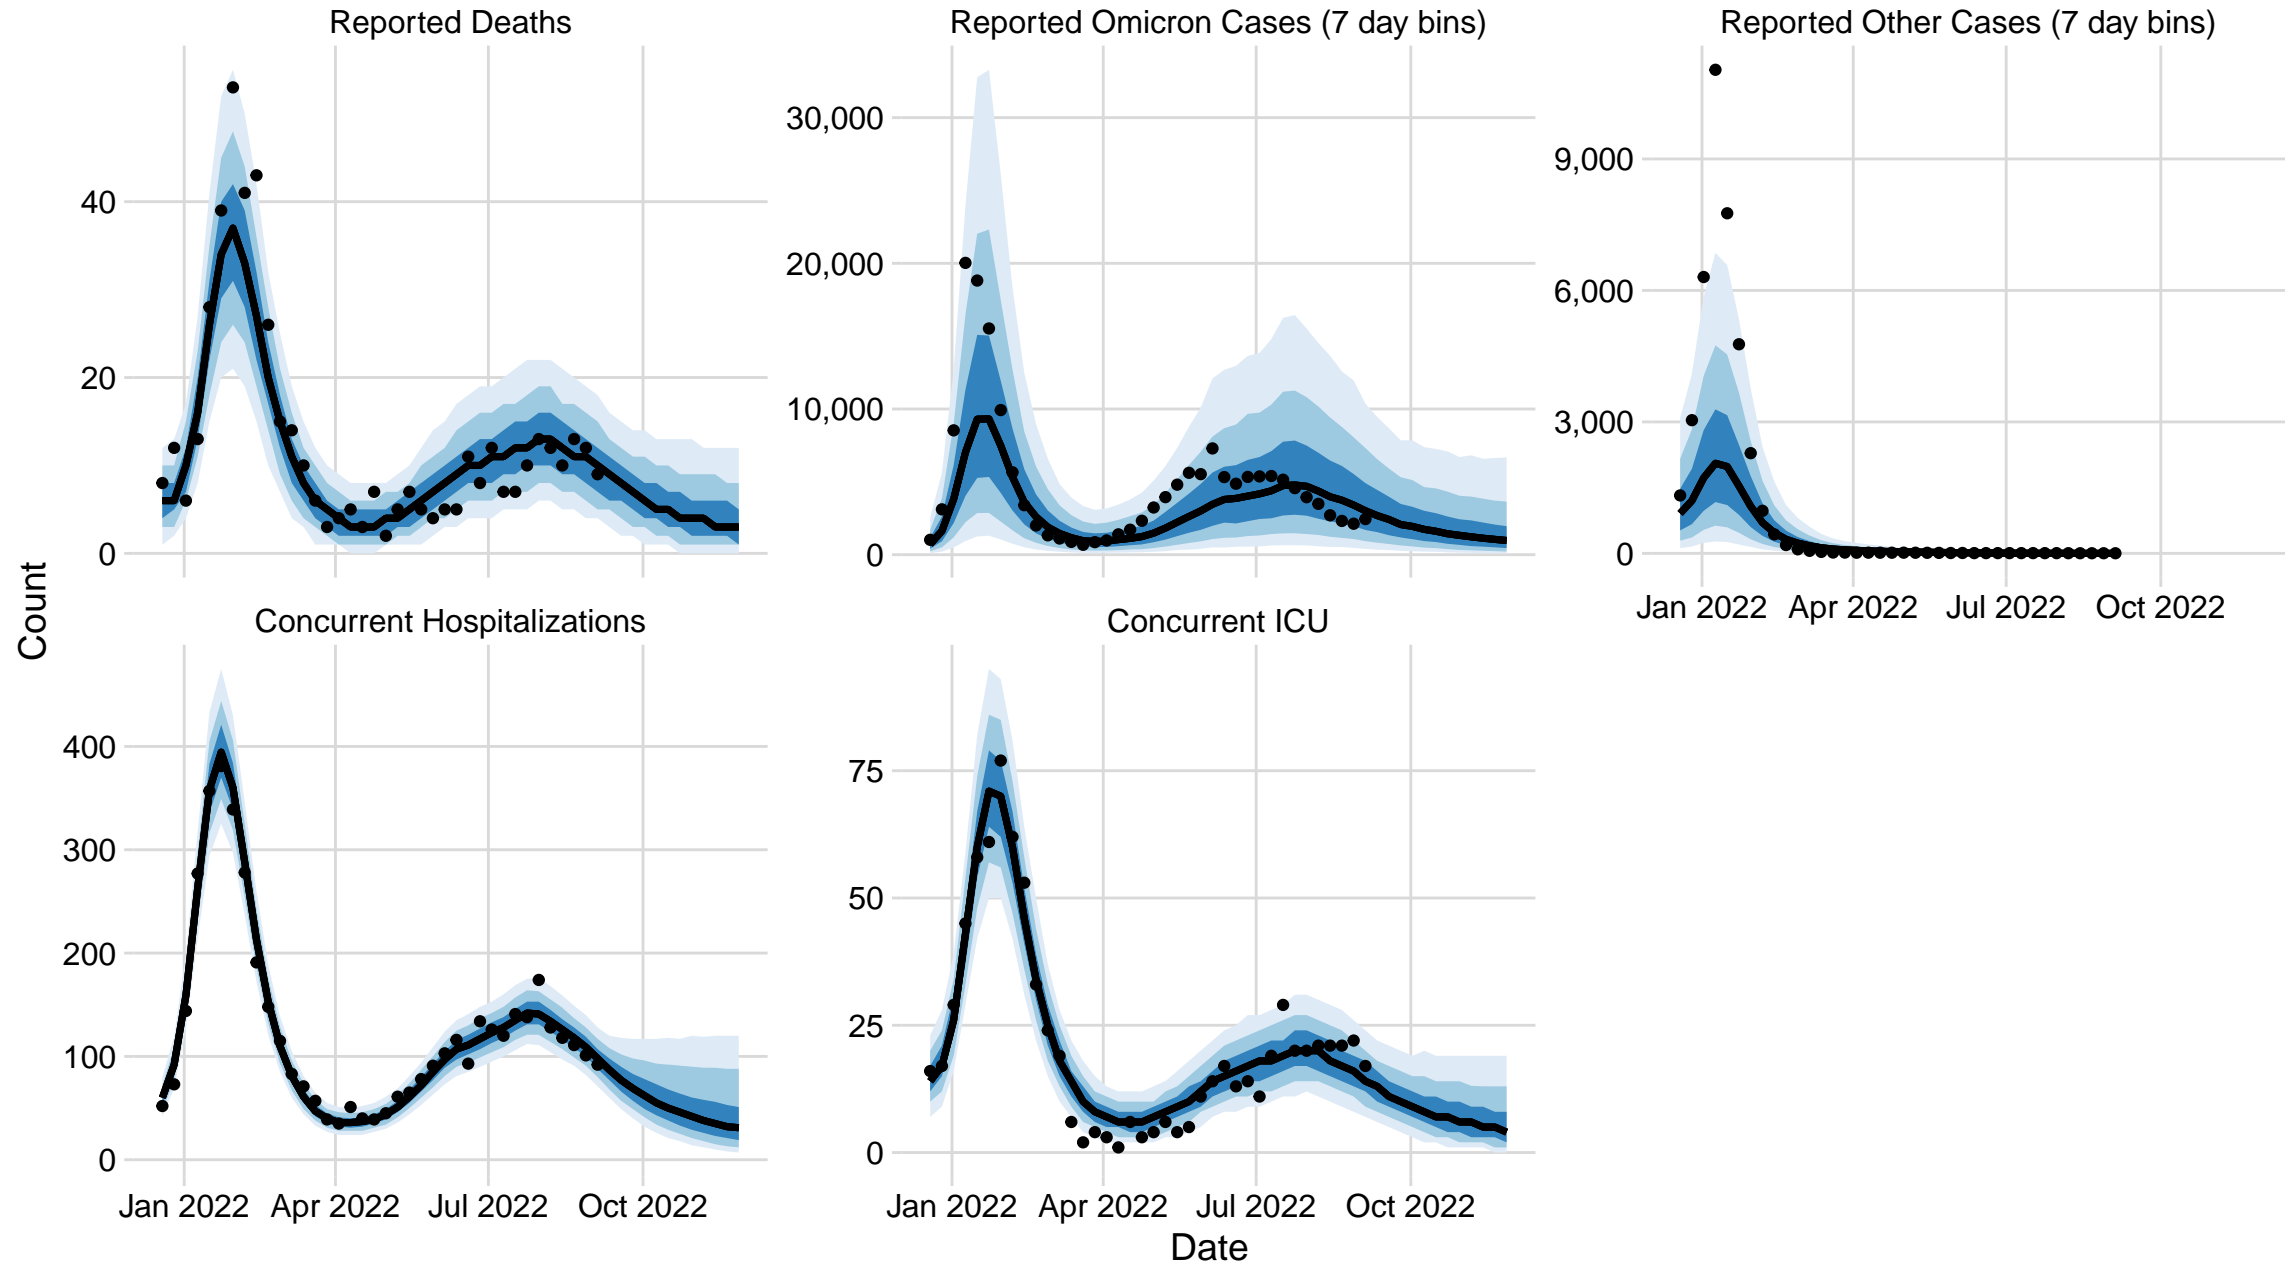 Reported Deaths
Reported Omicron Cases (7 day bins)
Reported Other Cases (7 day bins)
40
20
0
30,000
20,000
10,000
0
9,000
6,000
3,000
0
Jan 2022 Apr 2022 Jul 2022 Oct 2022
Count
Concurrent Hospitalizations
Concurrent ICU
400
300
200
100
0
75
50
25
0
Jan 2022 Apr 2022 Jul 2022 Oct 2022
Jan 2022 Apr 2022 Jul 2022 Oct 2022
Date